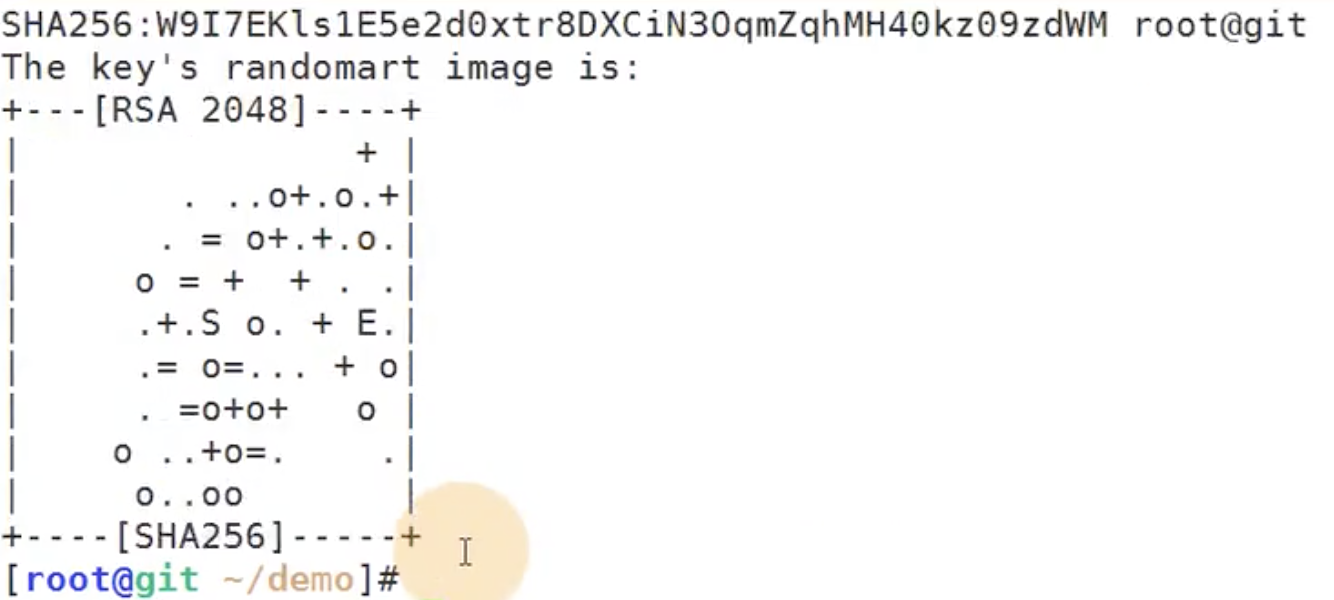 SHA256:W9I7EKls1E5e2d0xtr8DXCiN3OqmZqhMH40kz09zdWM root@git
The key's randomart image is:
+---[RSA 2048]----+
|               + |
|       . ..o+.o.+|
|      . = o+.+.o.|
|     o = +  + . .|
|     .+.S o. + E.|
|     .= o=... + o|
|     . =o+o+   o |
|    o ..+o=.    .|
|     o..oo       |
+----[SHA256]-----+
[root@git ~/demo]#